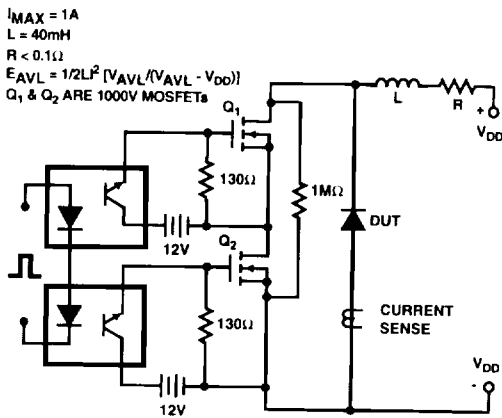 IMAX = 1A
L = 40mH
R < 0.1Ω
EAVL = 1/2LI² [VAVL/(VAVL - VDD)]
Q1 & Q2 ARE 1000V MOSFETs
Q1
L
R
+
VDD
130Ω
1MΩ
DUT
12V
Q2
130Ω
CURRENT
SENSE
VDD
-
12V